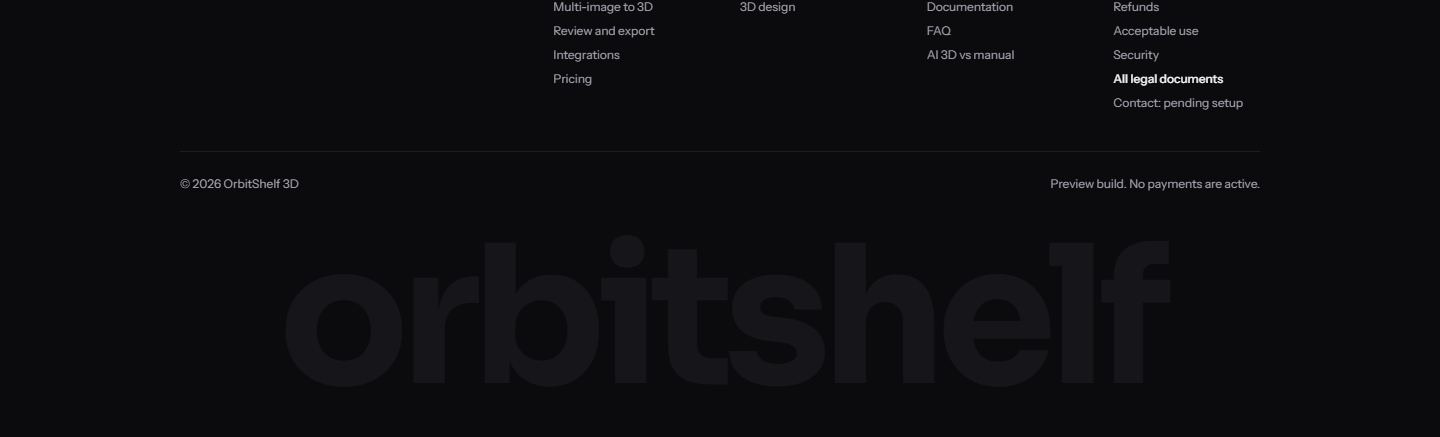 Multi-image to 3D
Review and export
Integrations
Pricing
3D design
Documentation
FAQ
AI 3D vs manual
Refunds
Acceptable use
Security
All legal documents
Contact: pending setup
© 2026 OrbitShelf 3D
Preview build. No payments are active.
orbitshelf